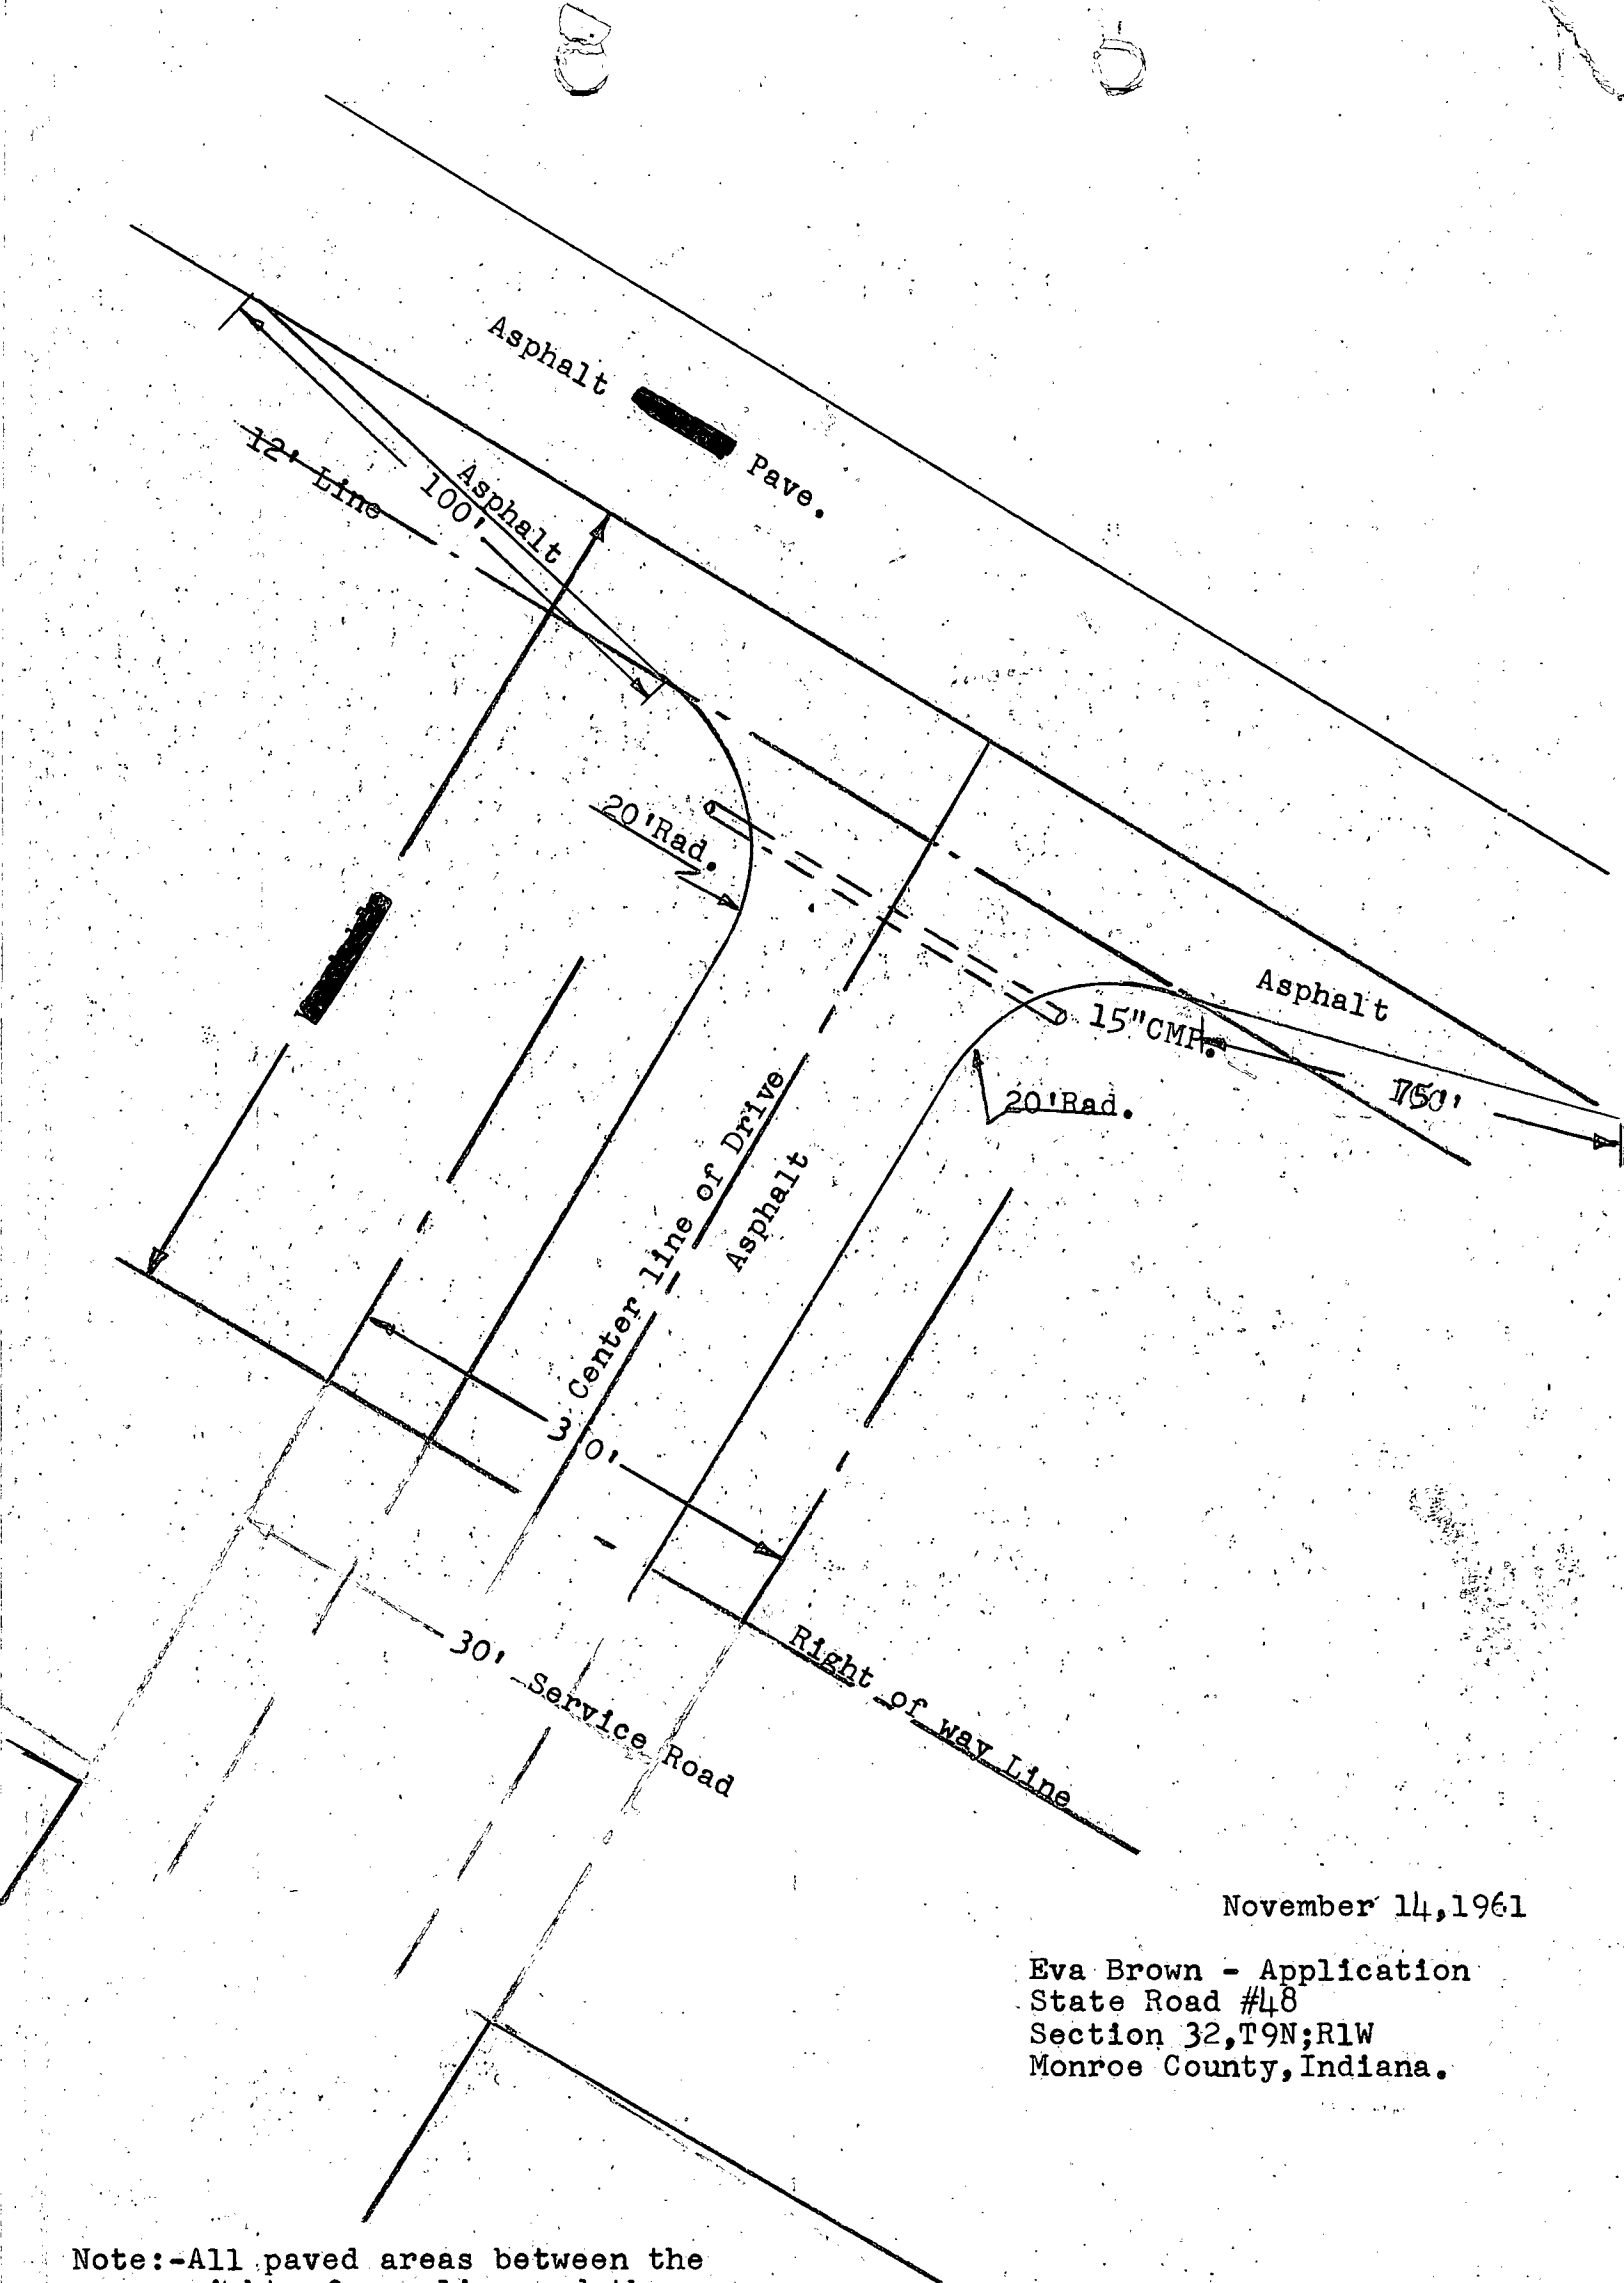 Asphalt
Pave.
12' Line
100'
Asphalt
20'Rad.
Asphalt
15"CMP.
20'Rad.
Center line of Drive
Asphalt
30'
30' Service Road
Right of way Line
November 14,1961
Eva Brown - Application
State Road #48
Section 32,T9N;R1W
Monroe County,Indiana.
Note:-All paved areas between the